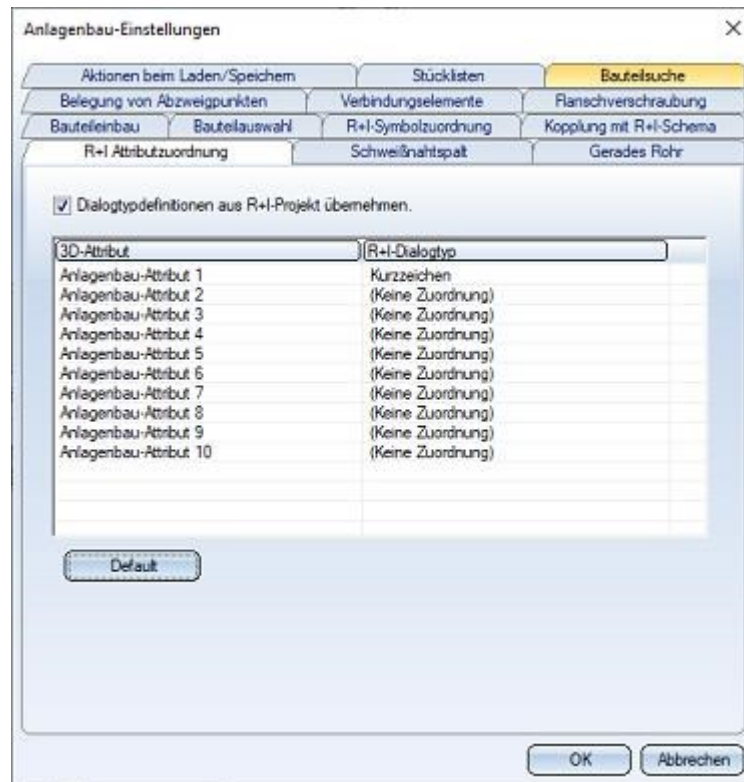 Anlagenbau-Einstellungen
Aktionen beim Laden/Speichern Stücklisten Bauteilsuche
Belegung von Abzweigpunkten Verbindungselemente Flanschverschraubung
Bauteileinbau Bauteilauswahl R+I-Symbolzuordnung Kopplung mit R+I-Schema
R+I Attributzuordnung Schweißnahtspalt Gerades Rohr
Dialogtypdefinitionen aus R+I-Projekt übernehmen.
3D-Attribut R+I-Dialogtyp
Anlagenbau-Attribut 1 Kurzzeichen
Anlagenbau-Attribut 2 (Keine Zuordnung)
Anlagenbau-Attribut 3 (Keine Zuordnung)
Anlagenbau-Attribut 4 (Keine Zuordnung)
Anlagenbau-Attribut 5 (Keine Zuordnung)
Anlagenbau-Attribut 6 (Keine Zuordnung)
Anlagenbau-Attribut 7 (Keine Zuordnung)
Anlagenbau-Attribut 8 (Keine Zuordnung)
Anlagenbau-Attribut 9 (Keine Zuordnung)
Anlagenbau-Attribut 10 (Keine Zuordnung)
Default
OK Abbrechen